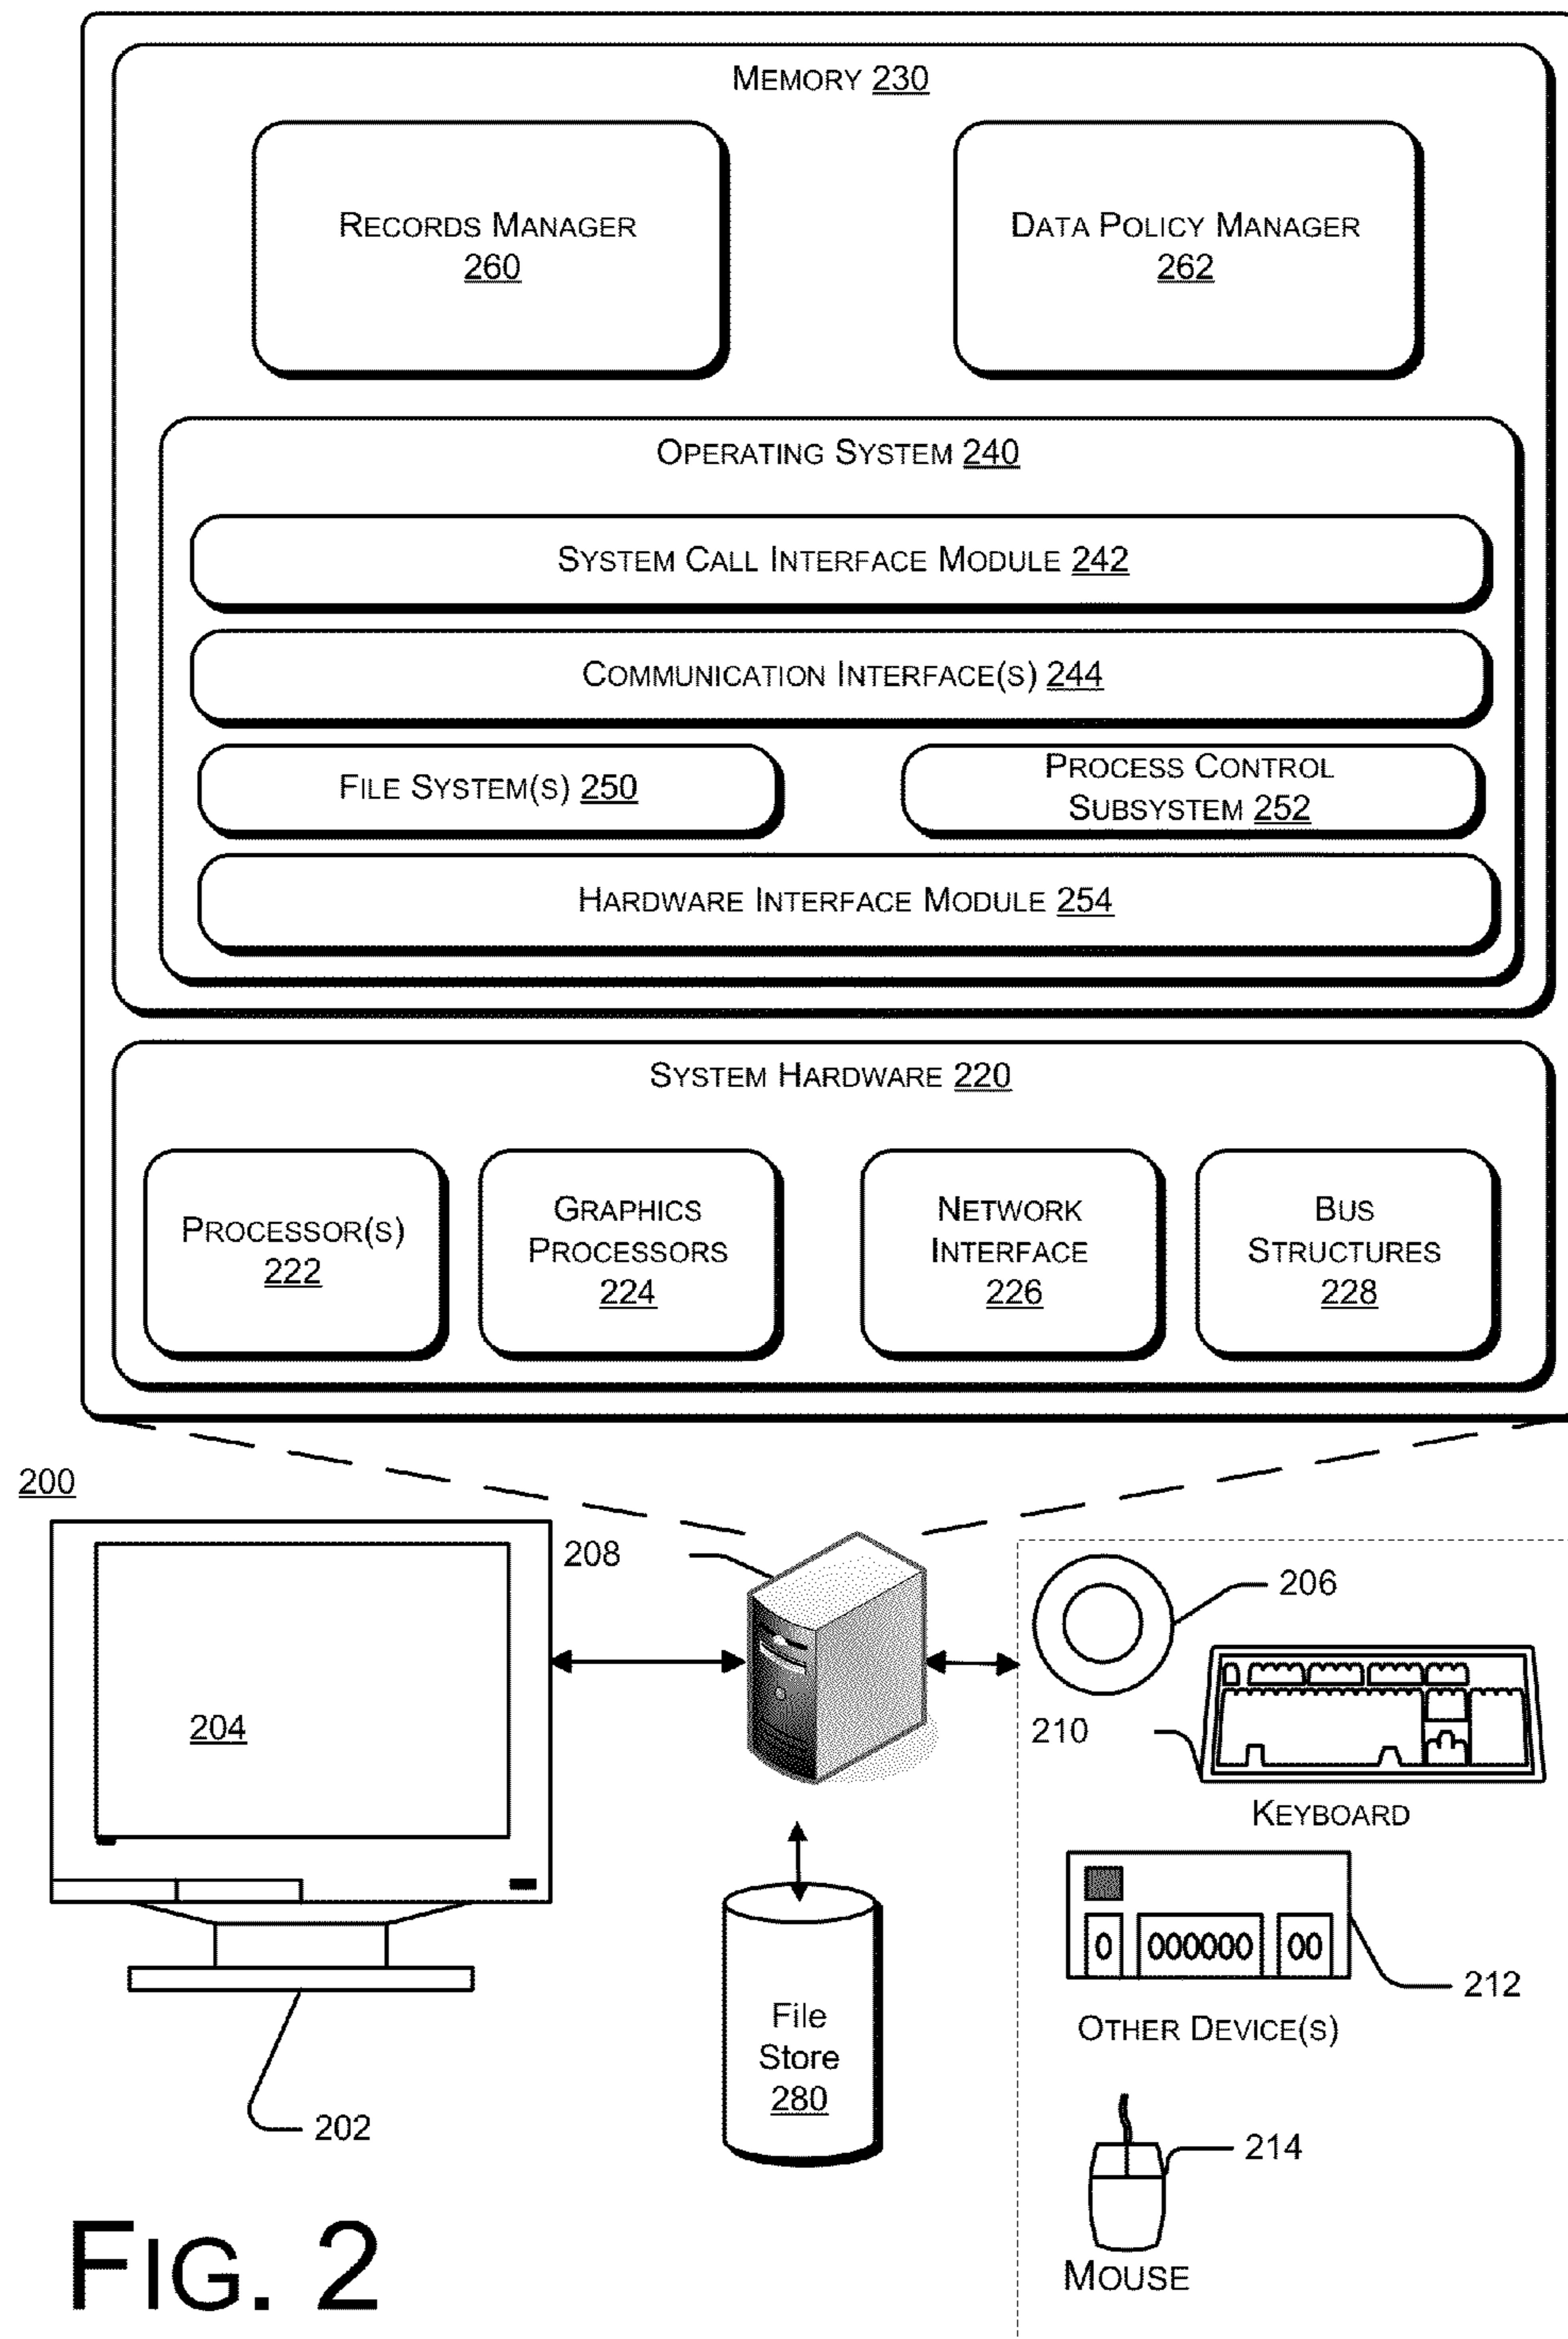 MEMORY 230
RECORDS MANAGER
260
DATA POLICY MANAGER
262
OPERATING SYSTEM 240
SYSTEM CALL INTERFACE MODULE 242
COMMUNICATION INTERFACE(S) 244
FILE SYSTEM(S) 250
PROCESS CONTROL
SUBSYSTEM 252
HARDWARE INTERFACE MODULE 254
SYSTEM HARDWARE 220
PROCESSOR(S)
222
GRAPHICS
PROCESSORS
224
NETWORK
INTERFACE
226
BUS
STRUCTURES
228
200
208
206
204
210
KEYBOARD
0
000000
00
212
OTHER DEVICE(S)
File
Store
280
202
214
MOUSE
FIG. 2